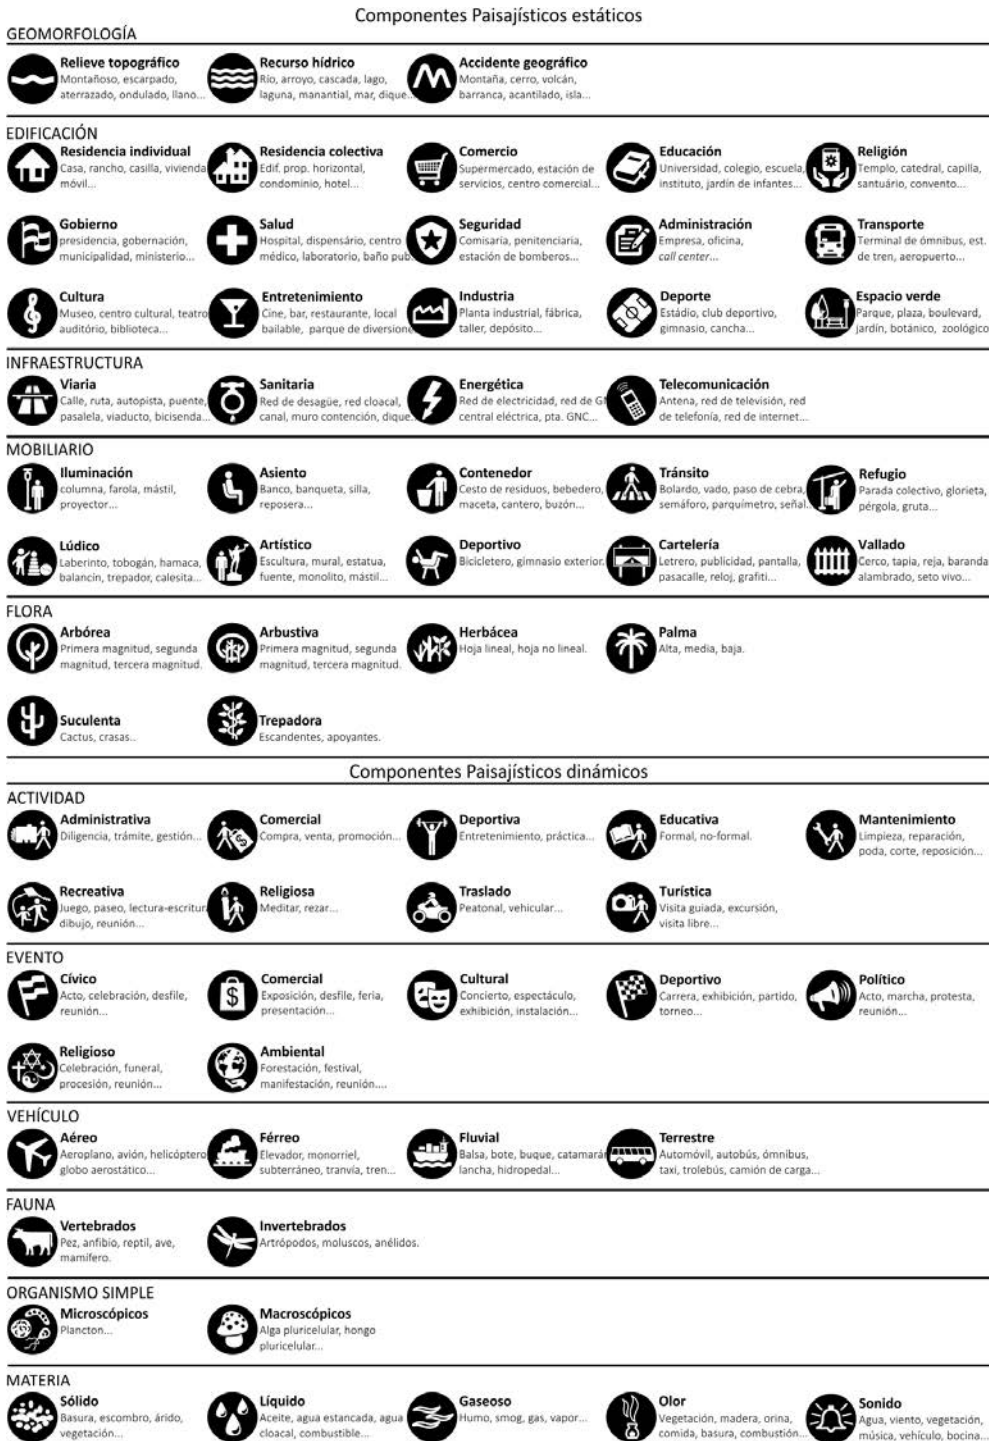 Componentes Paisajísticos estáticos
GEOMORFOLOGÍA
Relieve topográfico
Montañoso, escarpado,
aterrazado, ondulado, llano...
Recurso hídrico
Río, arroyo, cascada, lago,
laguna, manantial, mar, dique...
Accidente geográfico
Montaña, cerro, volcán,
barranca, acantilado, isla...
EDIFICACIÓN
Residencia individual
Casa, rancho, casilla, vivienda
móvil...
Residencia colectiva
Edif. prop. horizontal,
condominio, hotel...
Comercio
Supermercado, estación de
servicios, centro comercial...
Educación
Universidad, colegio, escuela,
instituto, jardín de infantes...
Religión
Templo, catedral, capilla,
santuário, convento...
Gobierno
presidencia, gobernación,
municipalidad, ministerio...
Salud
Hospital, dispensário, centro
médico, laboratorio, baño pub.
Seguridad
Comisaria, penitenciaria,
estación de bomberos...
Administración
Empresa, oficina,
call center...
Transporte
Terminal de ómnibus, est.
de tren, aeropuerto...
Cultura
Museo, centro cultural, teatro
auditório, biblioteca...
Entretenimiento
Cine, bar, restaurante, local
bailable, parque de diversione
Industria
Planta industrial, fábrica,
taller, depósito...
Deporte
Estádio, club deportivo,
gimnasio, cancha...
Espacio verde
Parque, plaza, boulevard,
jardín, botánico, zoológico
INFRAESTRUCTURA
Viaria
Calle, ruta, autopista, puente,
pasalela, viaducto, bicisenda...
Sanitaria
Red de desagüe, red cloacal,
canal, muro contención, dique...
Energética
Red de electricidad, red de G
central eléctrica, pta. GNC...
Telecomunicación
Antena, red de televisión, red
de telefonía, red de internet...
MOBILIARIO
Iluminación
columna, farola, mástil,
proyector...
Asiento
Banco, banqueta, silla,
reposera...
Contenedor
Cesto de residuos, bebedero,
maceta, cantero, buzón...
Tránsito
Bolardo, vado, paso de cebra,
semáforo, parquímetro, señal...
Refugio
Parada colectivo, glorieta,
pérgola, gruta...
Lúdico
Laberinto, tobogán, hamaca,
balancín, trepador, calesita...
Artístico
Escultura, mural, estatua,
fuente, monolito, mástil...
Deportivo
Bicicletero, gimnasio exterior.
Cartelería
Letrero, publicidad, pantalla,
pasacalle, reloj, grafiti...
Vallado
Cerco, tapia, reja, baranda
alambrado, seto vivo...
FLORA
Arbórea
Primera magnitud, segunda
magnitud, tercera magnitud.
Arbustiva
Primera magnitud, segunda
magnitud, tercera magnitud.
Herbácea
Hoja lineal, hoja no lineal.
Palma
Alta, media, baja.
Suculenta
Cactus, crasas...
Trepadora
Escandentes, apoyantes.
Componentes Paisajísticos dinámicos
ACTIVIDAD
Administrativa
Diligencia, trámite, gestión...
Comercial
Compra, venta, promoción...
Deportiva
Entretenimiento, práctica...
Educativa
Formal, no-formal.
Mantenimiento
Limpieza, reparación,
poda, corte, reposición...
Recreativa
Juego, paseo, lectura-escritur
dibujo, reunión...
Religiosa
Meditar, rezar...
Traslado
Peatonal, vehicular...
Turística
Visita guiada, excursión,
visita libre...
EVENTO
Cívico
Acto, celebración, desfile,
reunión...
Comercial
Exposición, desfile, feria,
presentación...
Cultural
Concierto, espectáculo,
exhibición, instalación...
Deportivo
Carrera, exhibición, partido,
torneo...
Político
Acto, marcha, protesta,
reunión...
Religioso
Celebración, funeral,
procesión, reunión...
Ambiental
Forestación, festival,
manifestación, reunión....
VEHÍCULO
Aéreo
Aeroplano, avión, helicóptero
globo aerostático...
Férreo
Elevador, monorriel,
subterráneo, tranvía, tren...
Fluvial
Balsa, bote, buque, catamarán
lancha, hidropedal...
Terrestre
Automóvil, autobús, ómnibus,
taxi, trolebús, camión de carga...
FAUNA
Vertebrados
Pez, anfibio, reptil, ave,
mamífero.
Invertebrados
Artrópodos, moluscos, anélidos.
ORGANISMO SIMPLE
Microscópicos
Plancton...
Macroscópicos
Alga pluricelular, hongo
pluricelular...
MATERIA
Sólido
Basura, escombro, árido,
vegetación...
Líquido
Aceite, agua estancada, agua
cloacal, combustible...
Gaseoso
Humo, smog, gas, vapor...
Olor
Vegetación, madera, orina,
comida, basura, combustión...
Sonido
Agua, viento, vegetación,
música, vehículo, bocina...